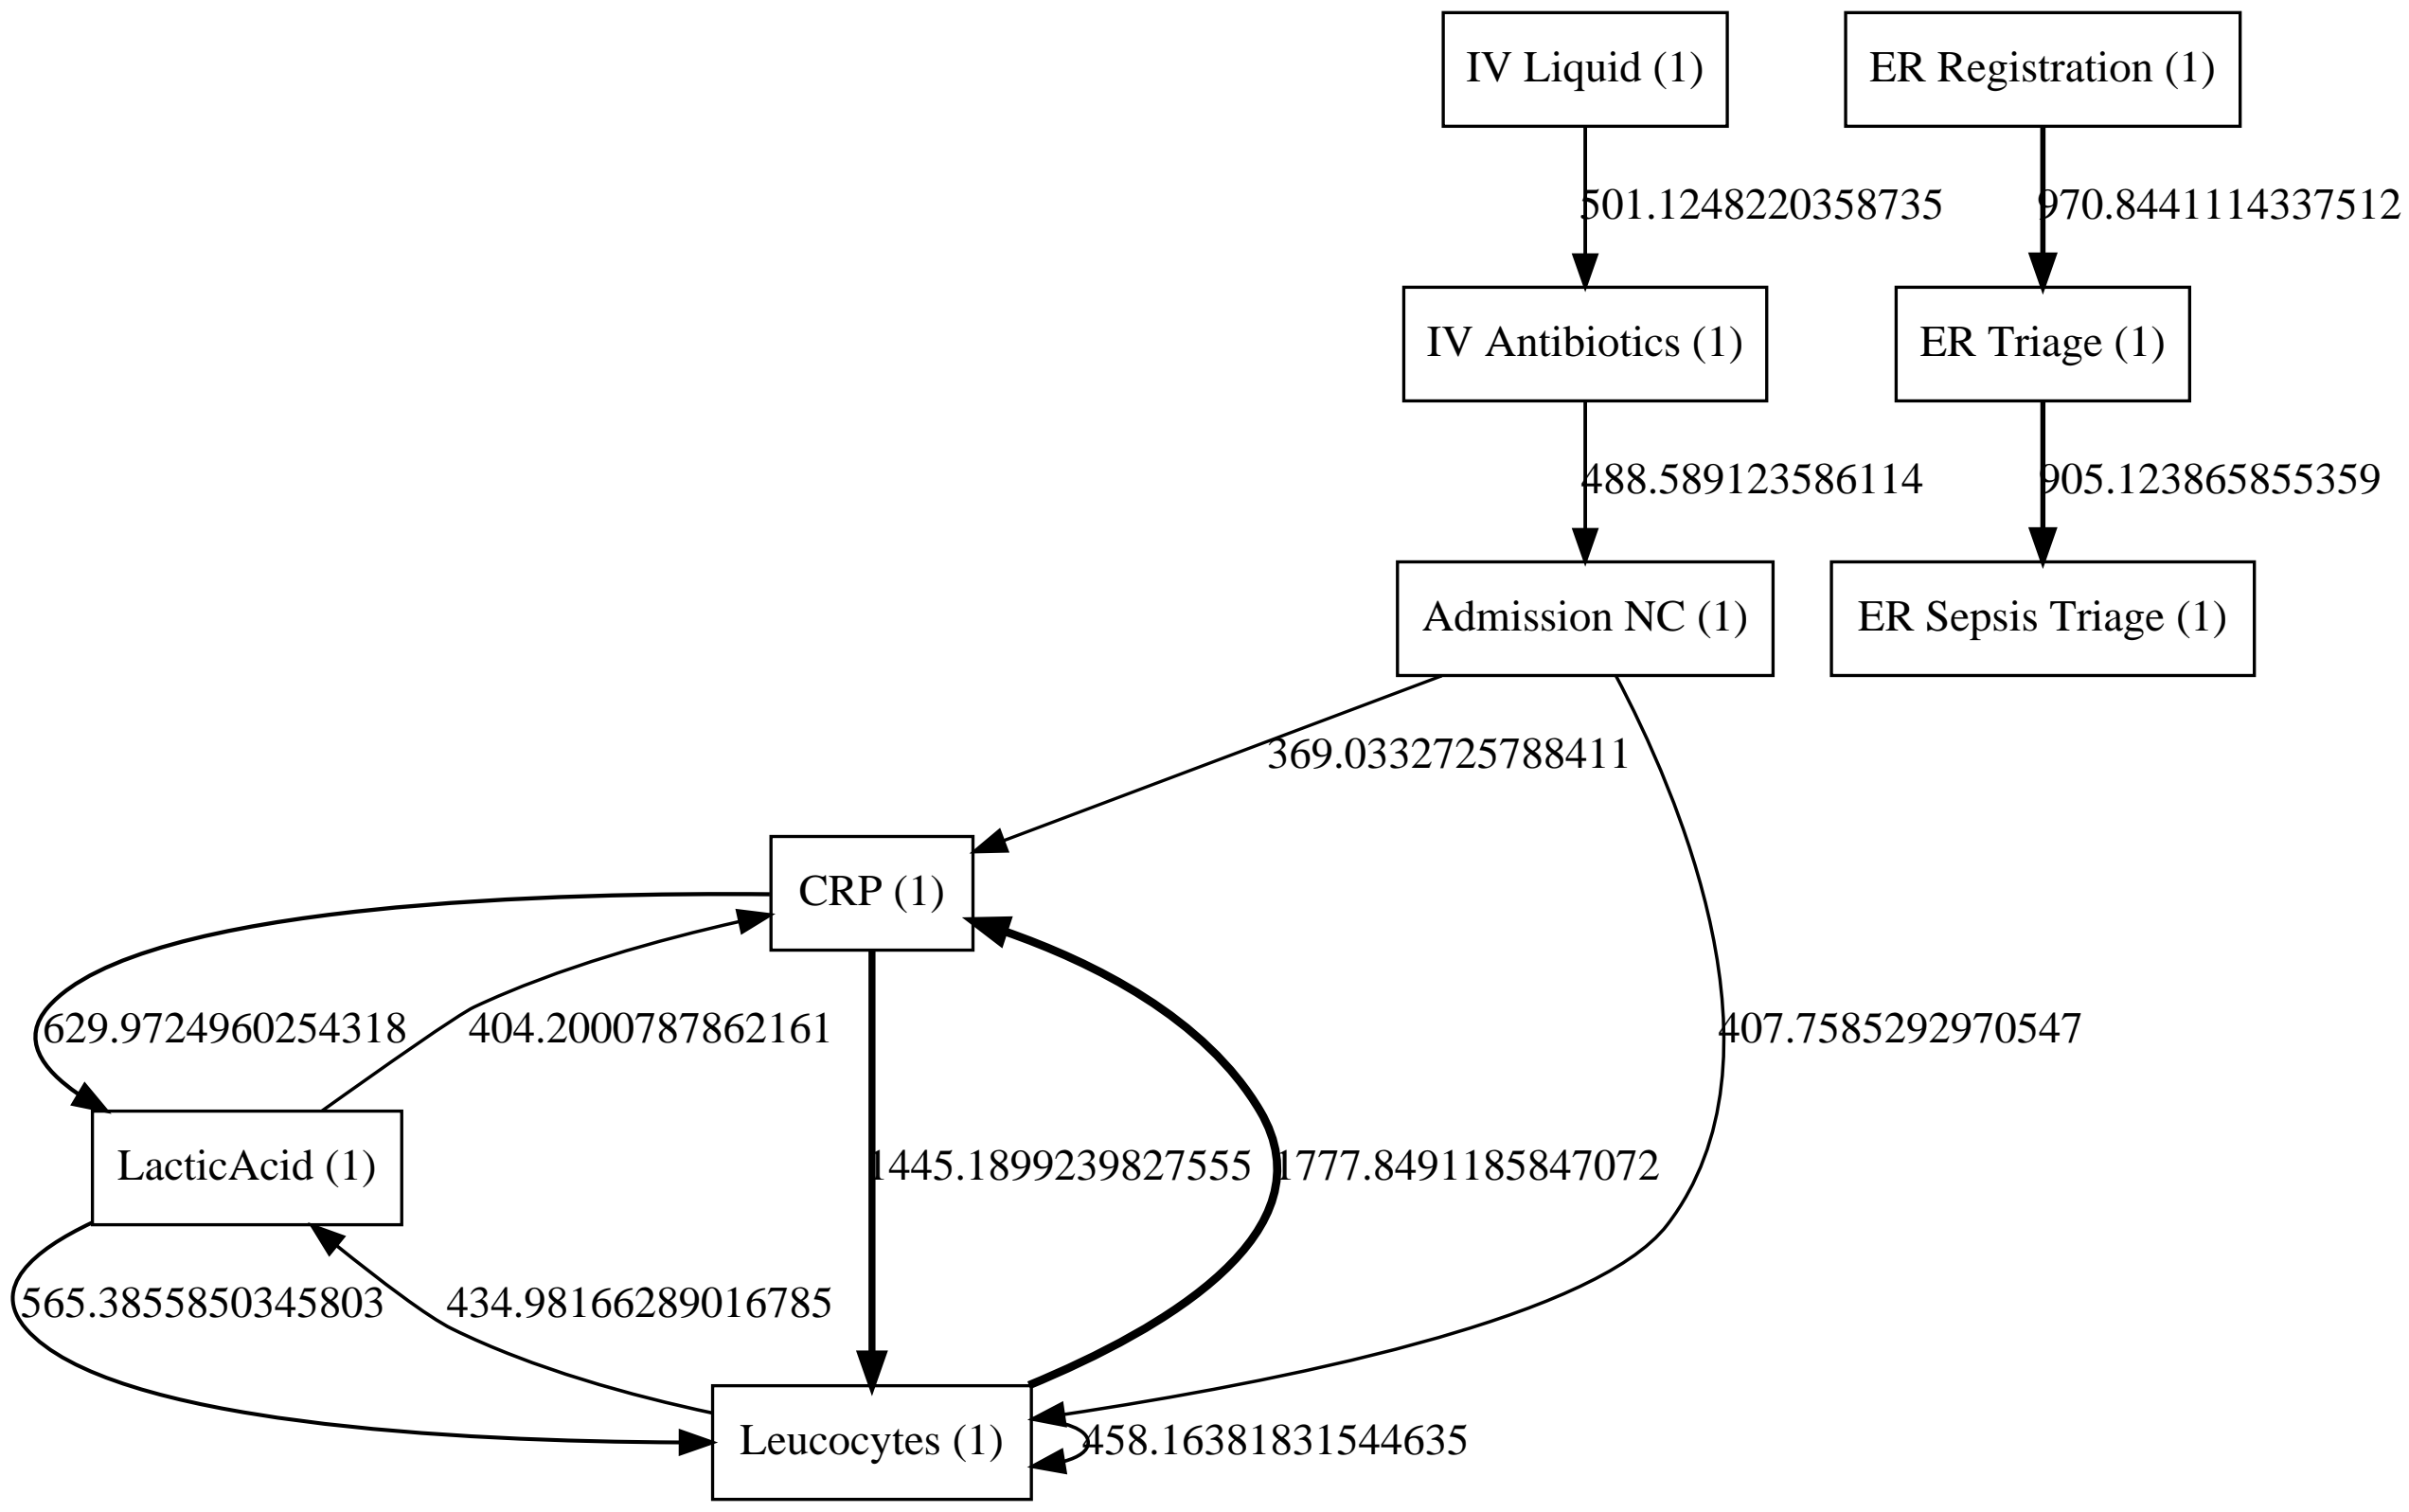 IV Liquid (1)
ER Registration (1)
501.1248220358735
970.8441114337512
IV Antibiotics (1)
ER Triage (1)
488.589123586114
905.123865855359
Admission NC (1)
ER Sepsis Triage (1)
369.0332725788411
CRP (1)
629.9724960254318
404.2000787862161
407.7585292970547
LacticAcid (1)
1445.1899239827555
1777.8491185847072
565.3855850345803
434.98166289016785
Leucocytes (1)
458.16381831544635